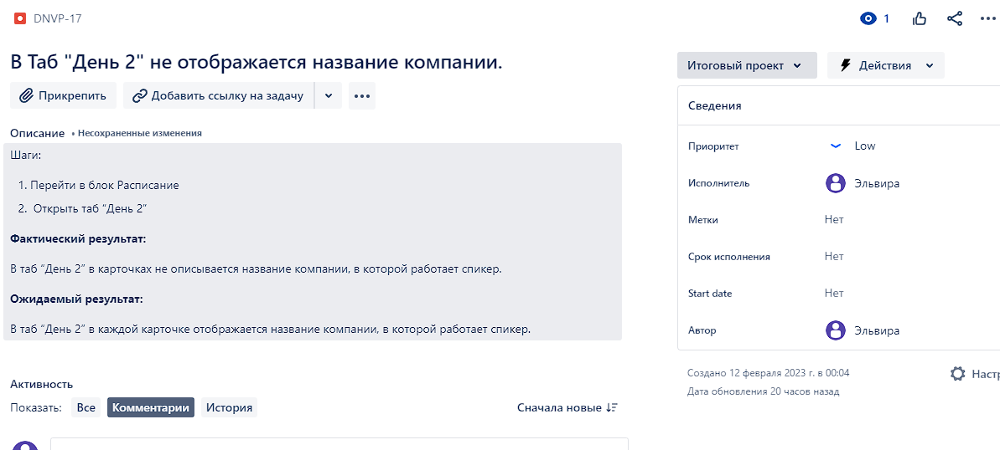 DNVP-17
1
В Таб "День 2" не отображается название компании.
Прикрепить
Добавить ссылку на задачу
Описание • Несохраненные изменения
Шаги:
1. Перейти в блок Расписание
2. Открыть таб “День 2”
Фактический результат:
В таб “День 2” в карточках не описывается название компании, в которой работает спикер.
Ожидаемый результат:
В таб “День 2” в каждой карточке отображается название компании, в которой работает спикер.
Активность
Показать: Все Комментарии История
Сначала новые
Итоговый проект
Действия
Сведения
Приоритет Low
Исполнитель Эльвира
Метки Нет
Срок исполнения Нет
Start date Нет
Автор Эльвира
Создано 12 февраля 2023 г. в 00:04
Дата обновления 20 часов назад
Настр